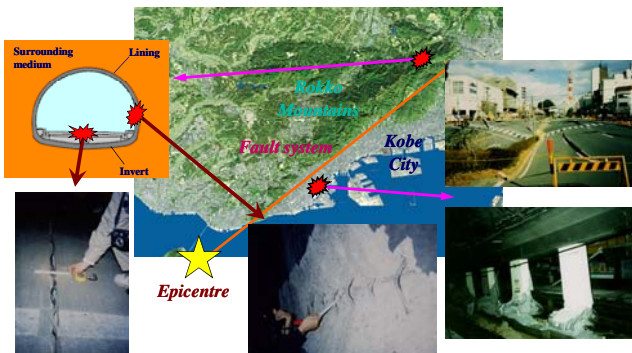 Surrounding
medium
Lining
Invert
Rokko
Mountains
Fault system
Kobe
City
Epicentre